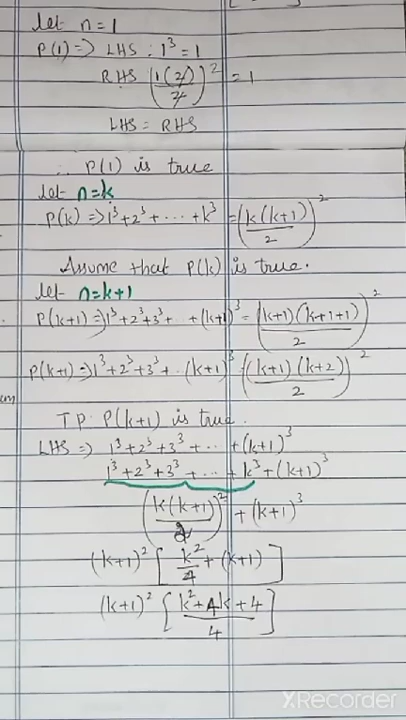 let n=1
P(1) => LHS : 1³ = 1
RHS (1(2)/2)² = 1
LHS = RHS
∴ P(1) is true
let n=k
P(k) => 1³+2³+ ··· +k³ = (k(k+1)/2)²
Assume that P(k) is true.
let n=k+1
P(k+1) => 1³+2³+3³+ ·· +(k+1)³ = ((k+1)(k+1+1)/2)²
P(k+1) => 1³+2³+3³+ ·· (k+1)³ = ((k+1)(k+2)/2)²
T P. P(k+1) is true.
LHS => 1³+2³+3³+ ··· +(k+1)³
1³+2³+3³+ ··· +k³+(k+1)³
(k(k+1)/2)² + (k+1)³
(k+1)² [k²/4 + (k+1)]
(k+1)² [k²+4k+4/4]
XRecorder